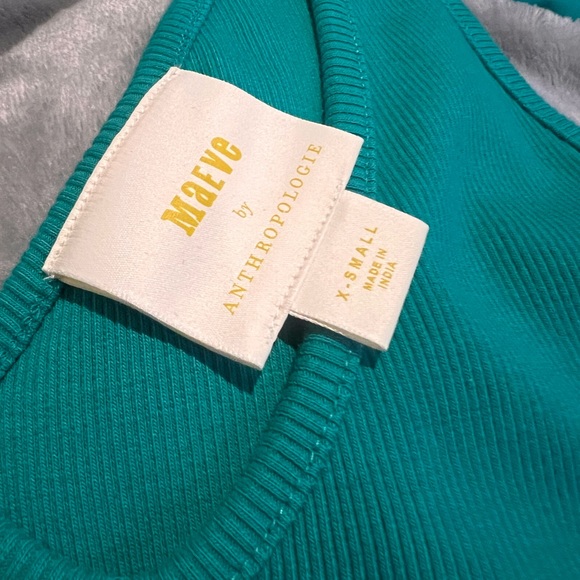 MaEve
by
ANTHROPOLOGIE
X-SMALL
MADE IN
INDIA